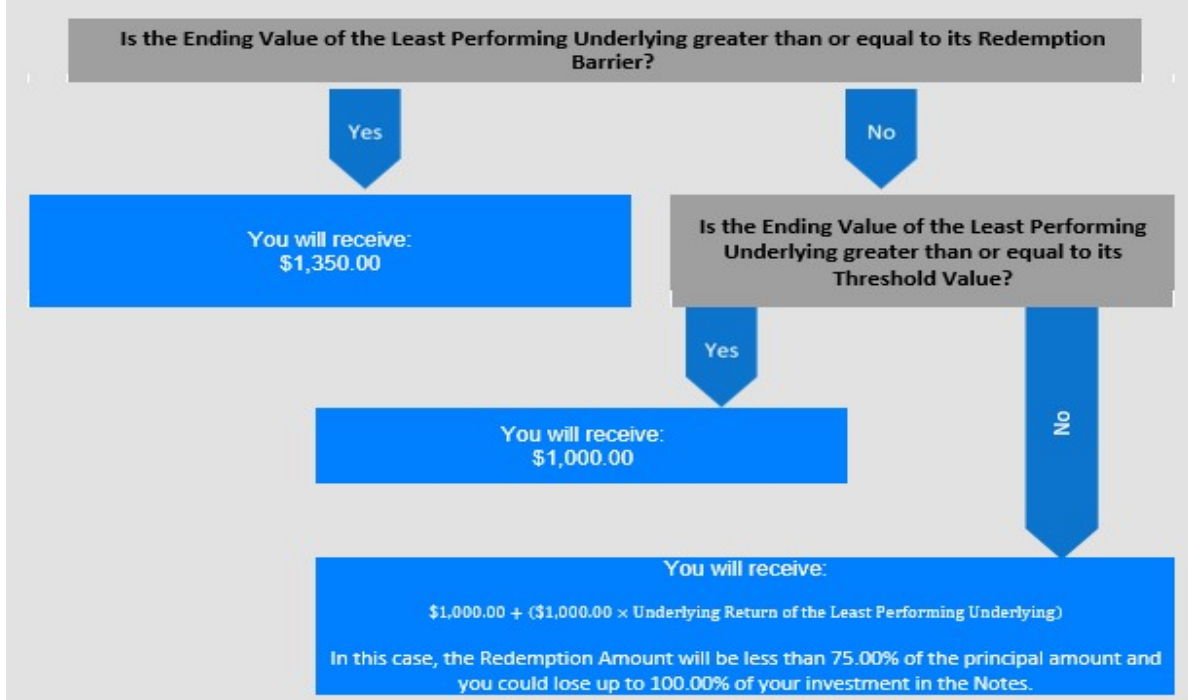 Is the Ending Value of the Least Performing Underlying greater than or equal to its Redemption
Barrier?
Yes
No
You will receive:
$1,350.00
Is the Ending Value of the Least Performing
Underlying greater than or equal to its
Threshold Value?
Yes
No
You will receive:
$1,000.00
You will receive:
$1,000.00 + ($1,000.00 × Underlying Return of the Least Performing Underlying)
In this case, the Redemption Amount will be less than 75.00% of the principal amount and
you could lose up to 100.00% of your investment in the Notes.